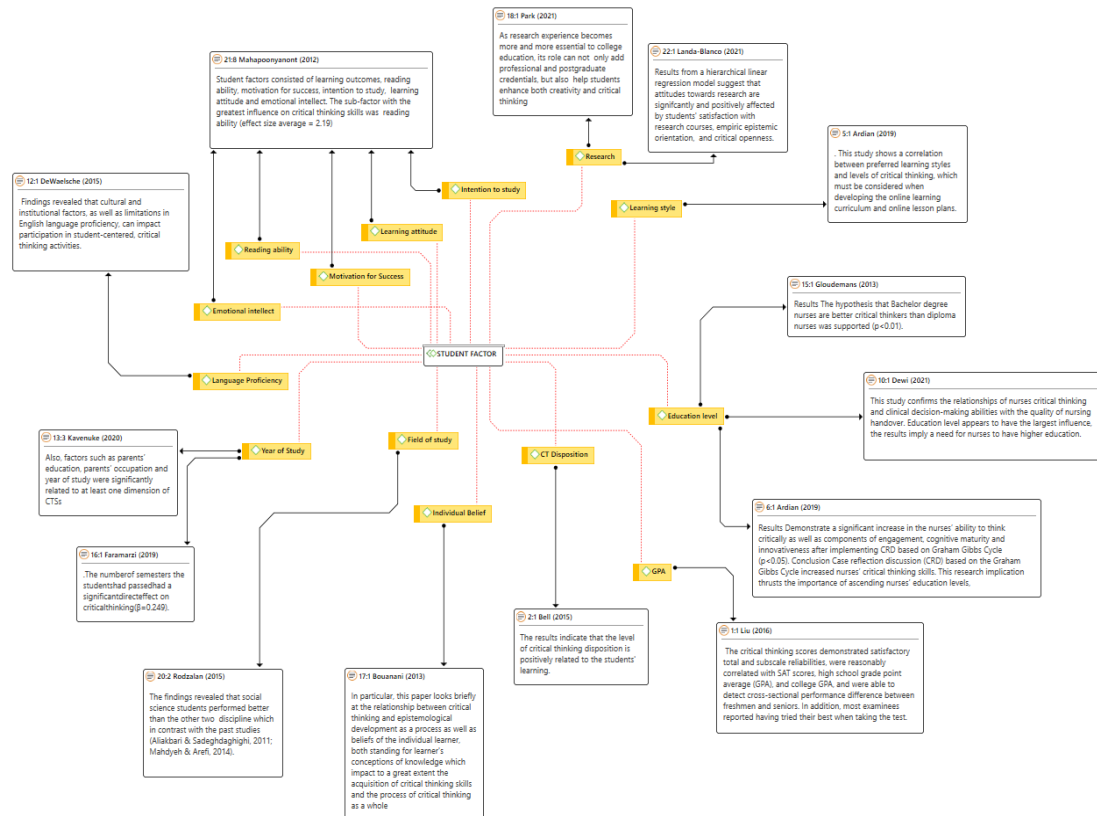 18:1 Park (2021)
As research experience becomes
more and more essential to college
education, its role can not  only add
professional and postgraduate
credentials, but also  help students
enhance both creativity and critical
thinking
21:8 Mahapoonyanont (2012)
Student factors consisted of learning outcomes, reading
ability, motivation for success, intention to study,  learning
attitude and emotional intellect. The sub-factor with the
greatest influence on critical thinking skills was  reading
ability (effect size average = 2.19)
22:1 Landa-Blanco (2021)
Results from a hierarchical linear
regression model suggest that
attitudes towards research are
signifcantly and positively affected
by students' satisfaction with
research courses, empiric epistemic
orientation,  and critical openness.
5:1 Ardian (2019)
. This study shows a correlation
between preferred learning styles
and levels of critical thinking, which
must be considered when
developing the online learning
curriculum and online lesson plans.
12:1 DeWaelsche (2015)
Findings revealed that cultural and
institutional factors, as well as limitations in
English language proficiency, can impact
participation in student-centered, critical
thinking activities.
Research
Intention to study
Learning style
Learning attitude
Reading ability
Motivation for Success
Emotional intellect
15:1 Gloudemans (2013)
Results The hypothesis that Bachelor degree
nurses are better critical thinkers than diploma
nurses was supported (p<0.01).
STUDENT FACTOR
Language Proficiency
10:1 Dewi (2021)
This study confirms the relationships of nurses critical thinking
and clinical decision-making abilities with the quality of nursing
handover. Education level appears to have the largest influence,
the results imply a need for nurses to have higher education.
Education level
13:3 Kavenuke (2020)
Also, factors such as parents'
education, parents' occupation and
year of study were significantly
related to at least one dimension of
CTSs
Year of Study
Field of study
CT Disposition
Individual Belief
6:1 Ardian (2019)
Results Demonstrate a significant increase in the nurses' ability to think
critically as well as components of engagement, cognitive maturity and
innovativeness after implementing CRD based on Graham Gibbs Cycle
(p<0.05). Conclusion Case reflection discussion (CRD) based on the Graham
Gibbs Cycle increased nurses' critical thinking skills. This research implication
thrusts the importance of ascending nurses' education levels.
16:1 Faramarzi (2019)
.The numberof semesters the
studentshad passedhad a
significantdirecteffect on
criticalthinking(β=0.249).
GPA
2:1 Bell (2015)
The results indicate that the level
of critical thinking disposition is
positively related to the students'
learning.
1:1 Liu (2016)
The critical thinking scores demonstrated satisfactory
total and subscale reliabilities, were reasonably
correlated with SAT scores, high school grade point
average (GPA), and college GPA, and were able to
detect cross-sectional performance difference between
freshmen and seniors. In addition, most examinees
reported having tried their best when taking the test.
20:2 Rodzalan (2015)
The findings revealed that social
science students performed better
than the other two  discipline which
in contrast with the past studies
(Aliakbari & Sadeghdaghighi, 2011;
Mahdyeh & Arefi, 2014).
17:1 Bouanani (2013)
In particular, this paper looks briefly
at the relationship between critical
thinking and epistemological
development as a process as well as
beliefs of the individual learner,
both standing for learner's
conceptions of knowledge which
impact to a great extent the
acquisition of critical thinking skills
and the process of critical thinking
as a whole